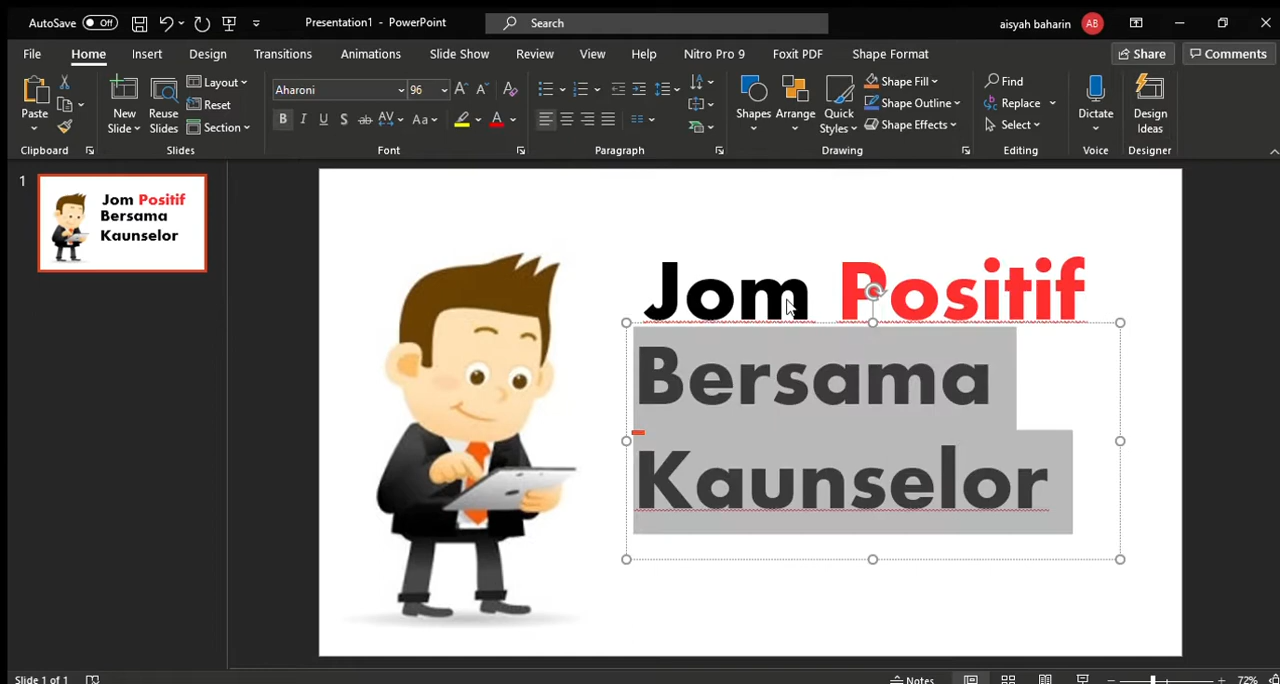 AutoSave Off Presentation1 - PowerPoint Search aisyah baharin AB
File Home Insert Design Transitions Animations Slide Show Review View Help Nitro Pro 9 Foxit PDF Shape Format Share Comments
Paste
Clipboard
New Slide
Reuse Slides
Layout
Reset
Section
Slides
Aharoni 96
B I U S ab AV Aa A
Font
Paragraph
Shapes
Arrange
Quick Styles
Shape Fill
Shape Outline
Shape Effects
Drawing
Find
Replace
Select
Editing
Dictate
Voice
Design Ideas
Designer
1
Jom Positif
Bersama
Kaunselor
Jom Positif
Bersama
Kaunselor
Slide 1 of 1 Notes 72%